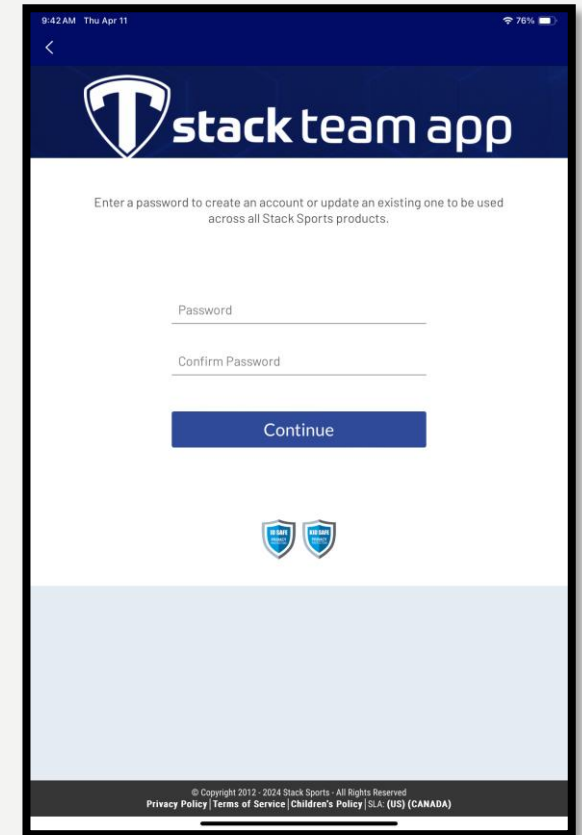 9:42 AM Thu Apr 11 76%
stack team app
Enter a password to create an account or update an existing one to be used
across all Stack Sports products.
Password
Confirm Password
Continue
KID SAFE
© Copyright 2012 - 2024 Stack Sports - All Rights Reserved
Privacy Policy | Terms of Service | Children's Policy | SLA: (US) (CANADA)